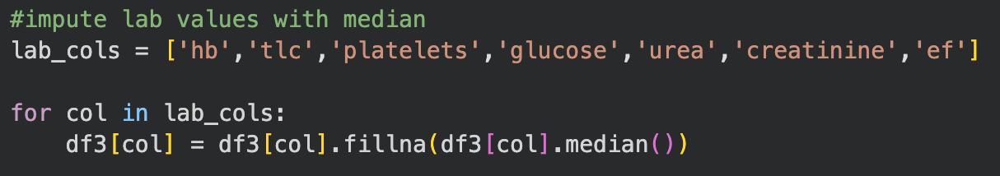 #impute lab values with median
lab_cols = ['hb','tlc','platelets','glucose','urea','creatinine','ef']
for col in lab_cols:
    df3[col] = df3[col].fillna(df3[col].median())